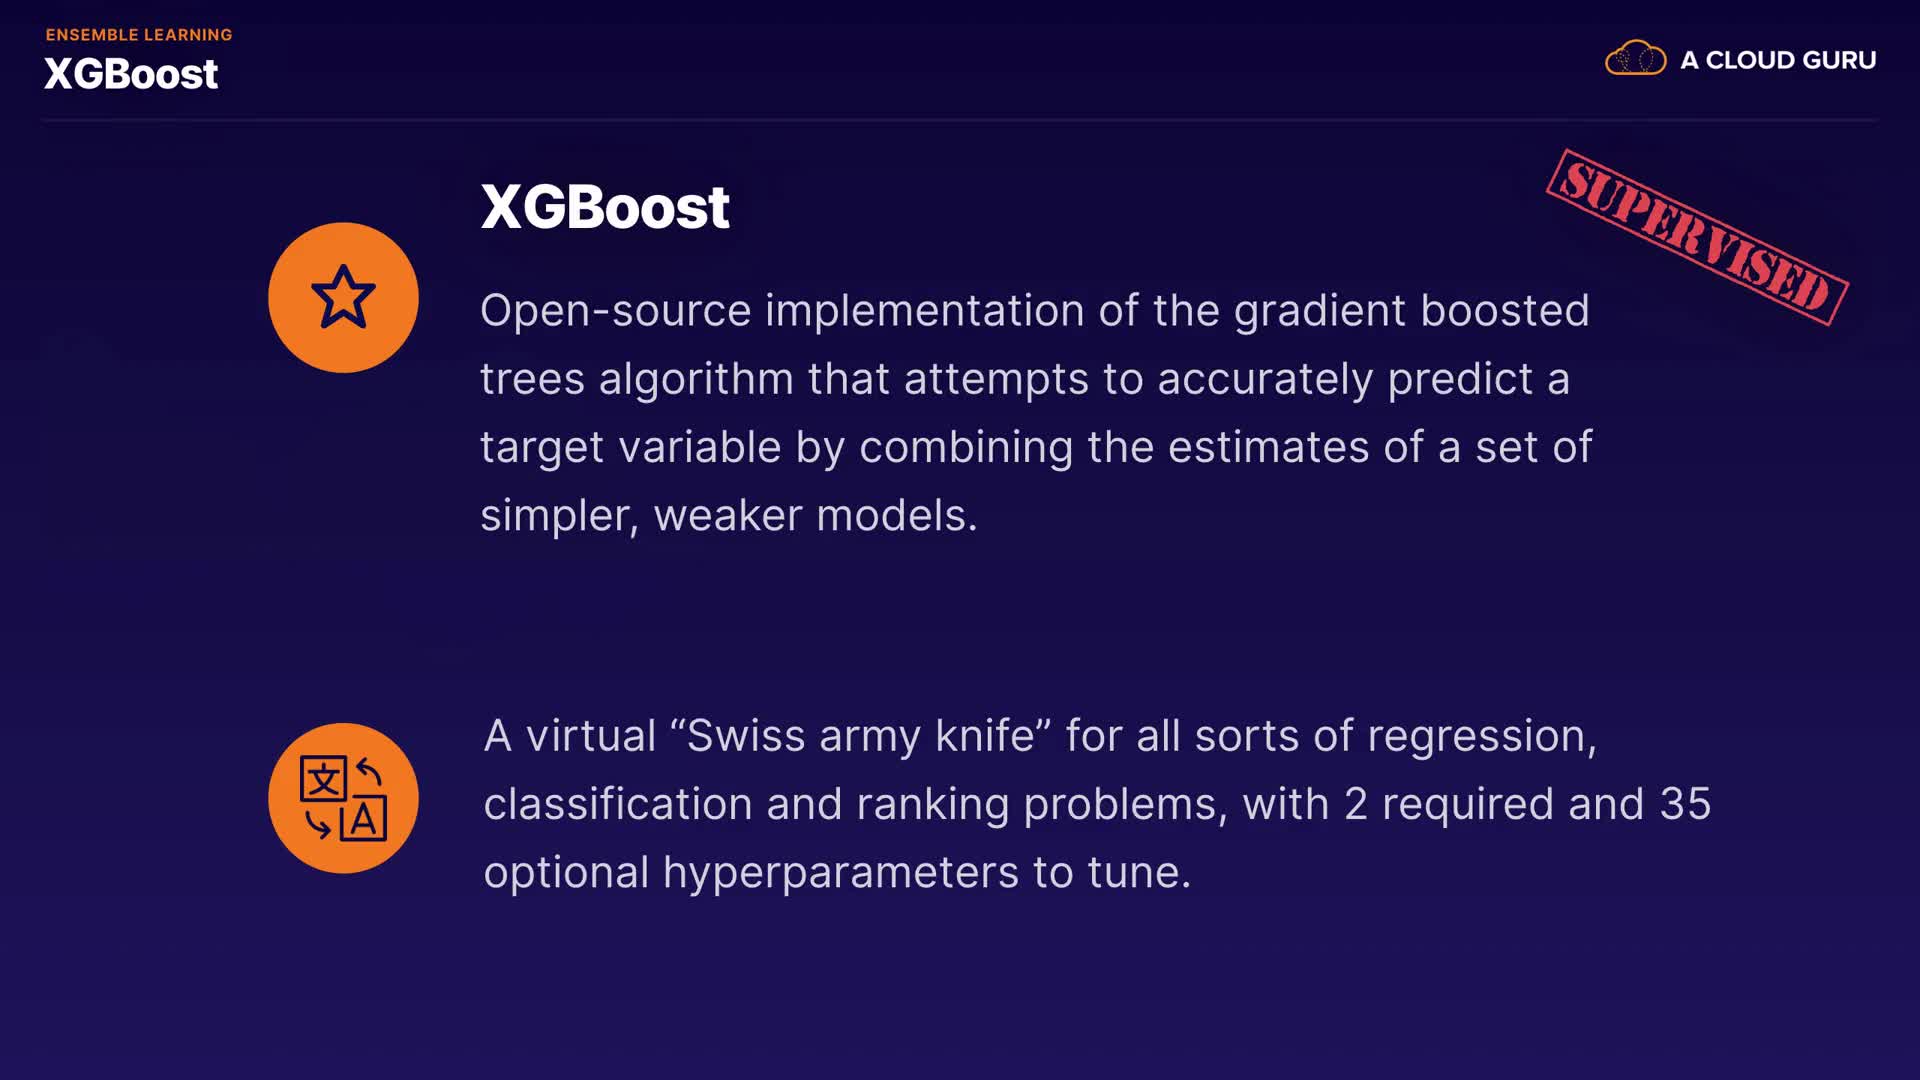 ENSEMBLE LEARNING
XGBoost
A CLOUD GURU
SUPERVISED
XGBoost
Open-source implementation of the gradient boosted
trees algorithm that attempts to accurately predict a
target variable by combining the estimates of a set of
simpler, weaker models.
文
A
A virtual “Swiss army knife” for all sorts of regression,
classification and ranking problems, with 2 required and 35
optional hyperparameters to tune.